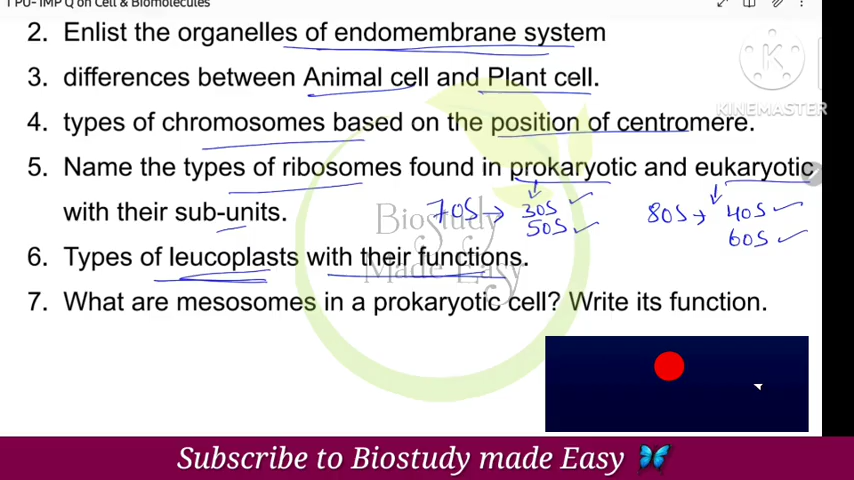 1 PU- IMP Q on Cell & Biomolecules
2. Enlist the organelles of endomembrane system
KINEMASTER
3. differences between Animal cell and Plant cell.
4. types of chromosomes based on the position of centromere.
5. Name the types of ribosomes found in prokaryotic and eukaryotic
with their sub-units.
70S → 30S
50S
80S → 40S
60S
Biostudy
Made Easy
6. Types of leucoplasts with their functions.
7. What are mesosomes in a prokaryotic cell? Write its function.
Subscribe to Biostudy made Easy 🦋